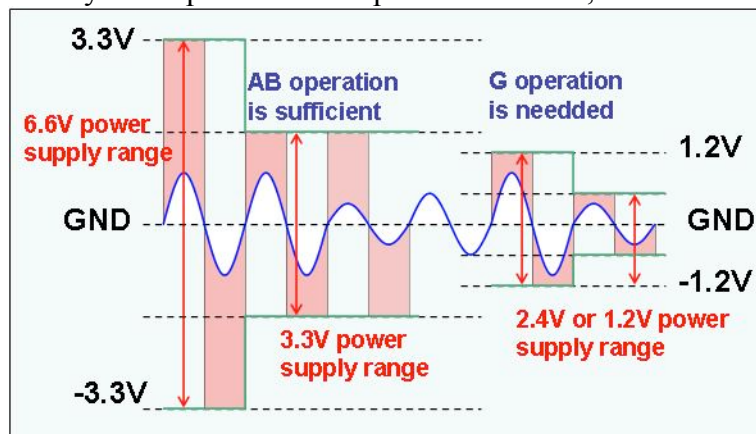 3.3V
AB operation
is sufficient
G operation
is needded
6.6V power
supply range
1.2V
GND
GND
-1.2V
3.3V power
supply range
2.4V or 1.2V power
supply range
-3.3V